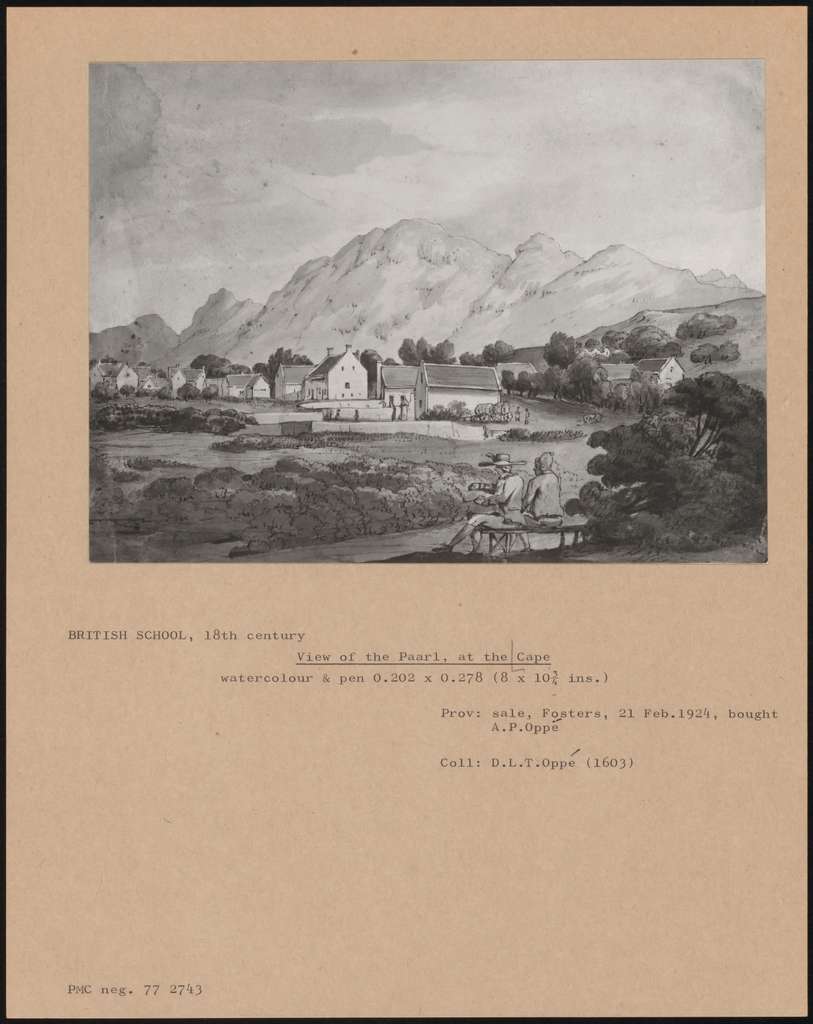 BRITISH SCHOOL, 18th century
View of the Paarl, at the Cape
watercolour & pen 0.202 x 0.278 (8 x 10¾ ins.)
Prov: sale, Fosters, 21 Feb.1924, bought
A.P.Oppé
Coll: D.L.T.Oppé (1603)
PMC neg. 77 2743